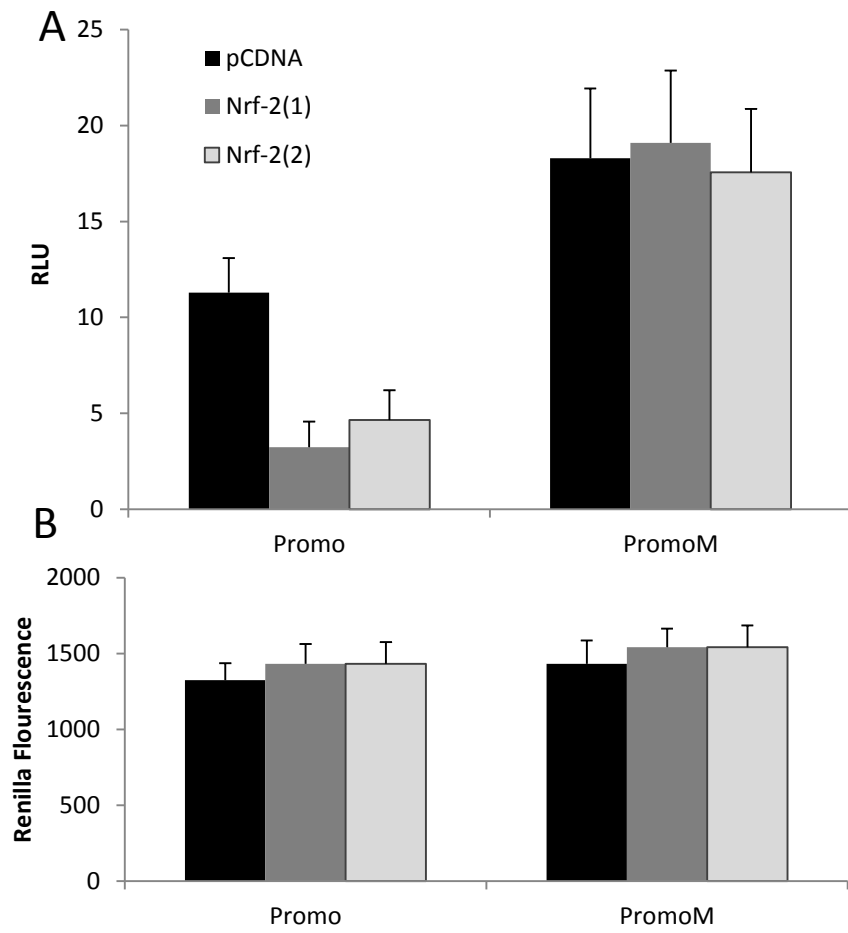 A
25
20
15
10
5
0
RLU
pCDNA
Nrf-2(1)
Nrf-2(2)
Promo
PromoM
B
2000
1500
1000
500
0
Renilla Flourescence
Promo
PromoM